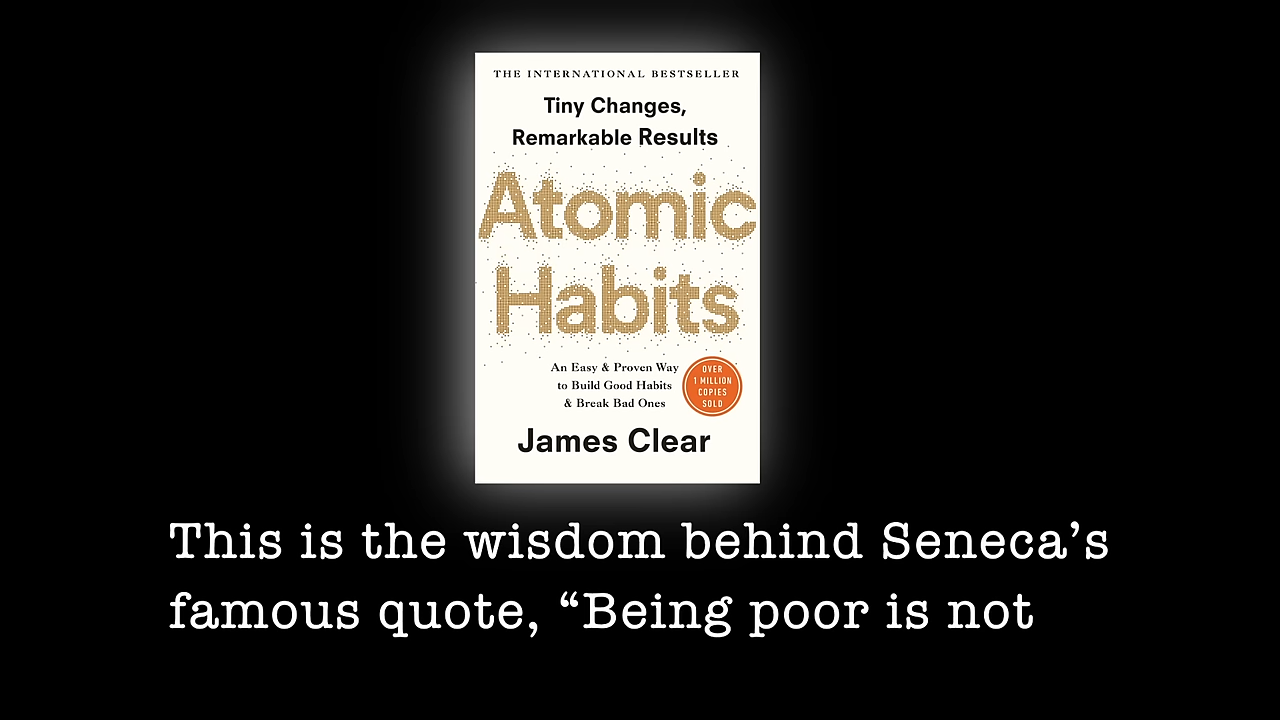 THE INTERNATIONAL BESTSELLER
Tiny Changes,
Remarkable Results
Atomic
Habits
An Easy & Proven Way
to Build Good Habits
& Break Bad Ones
OVER
1 MILLION
COPIES
SOLD
James Clear
This is the wisdom behind Seneca’s
famous quote, “Being poor is not